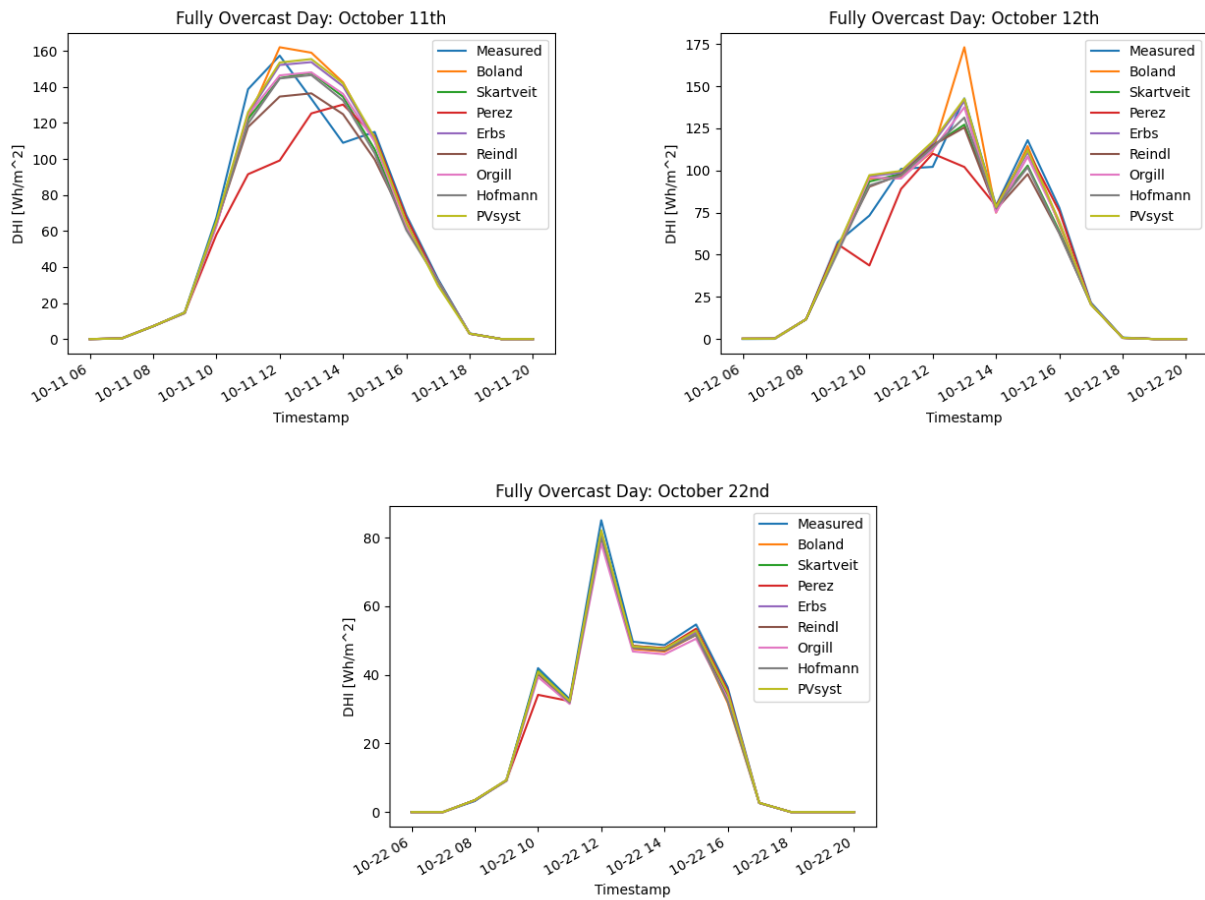 Fully Overcast Day: October 11th
DHI [Wh/m^2]
160
140
120
100
80
60
40
20
0
Measured
Boland
Skartveit
Perez
Erbs
Reindl
Orgill
Hofmann
PVsyst
10-11 06
10-11 08
10-11 10
10-11 12
10-11 14
10-11 16
10-11 18
10-11 20
Timestamp
Fully Overcast Day: October 12th
DHI [Wh/m^2]
175
150
125
100
75
50
25
0
Measured
Boland
Skartveit
Perez
Erbs
Reindl
Orgill
Hofmann
PVsyst
10-12 06
10-12 08
10-12 10
10-12 12
10-12 14
10-12 16
10-12 18
10-12 20
Timestamp
Fully Overcast Day: October 22nd
DHI [Wh/m^2]
80
60
40
20
0
Measured
Boland
Skartveit
Perez
Erbs
Reindl
Orgill
Hofmann
PVsyst
10-22 06
10-22 08
10-22 10
10-22 12
10-22 14
10-22 16
10-22 18
10-22 20
Timestamp